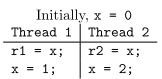 Initially, x = 0
Thread 1 Thread 2
r1 = x; r2 = x;
x = 1; x = 2;